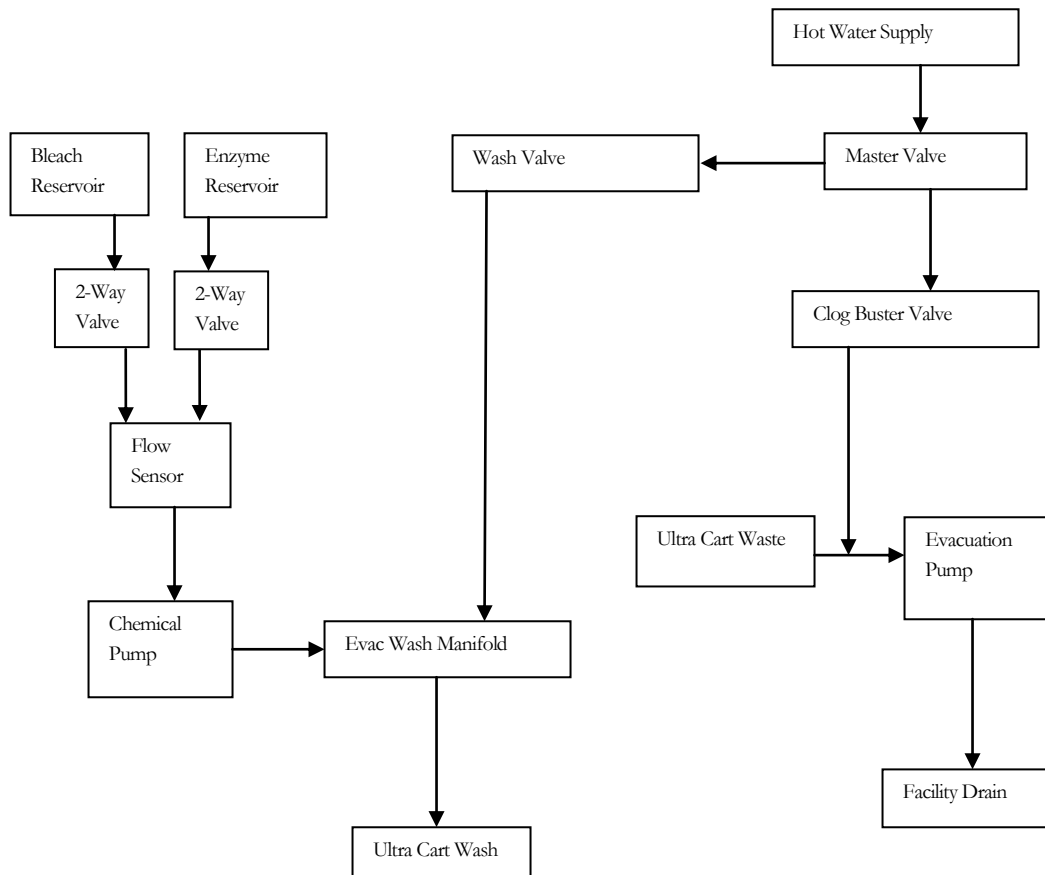 Hot Water Supply
Bleach
Reservoir
Enzyme
Reservoir
Wash Valve
Master Valve
2-Way
Valve
2-Way
Valve
Clog Buster Valve
Flow
Sensor
Ultra Cart Waste
Evacuation
Pump
Chemical
Pump
Evac Wash Manifold
Facility Drain
Ultra Cart Wash